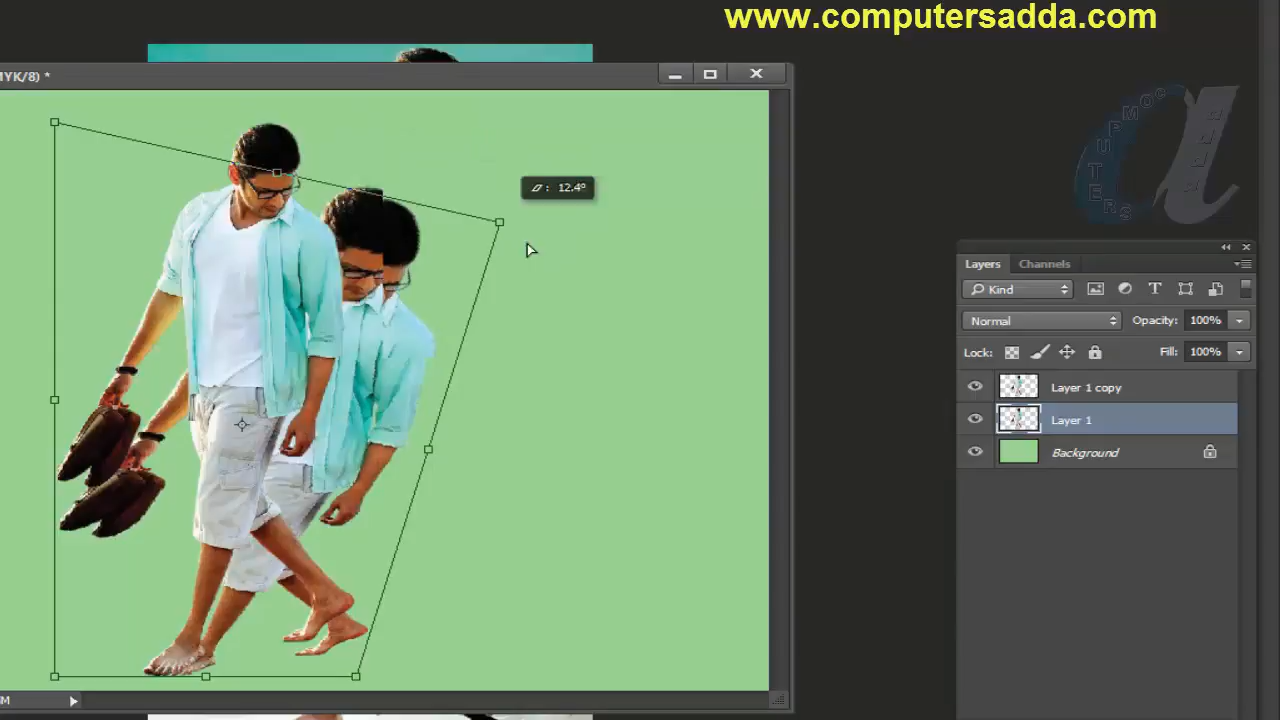 www.computersadda.com
MYK/8) *
COMPUTERS
a
12.4°
Layers Channels
Kind
Normal Opacity: 100%
Lock: Fill: 100%
Layer 1 copy
Layer 1
Background
M